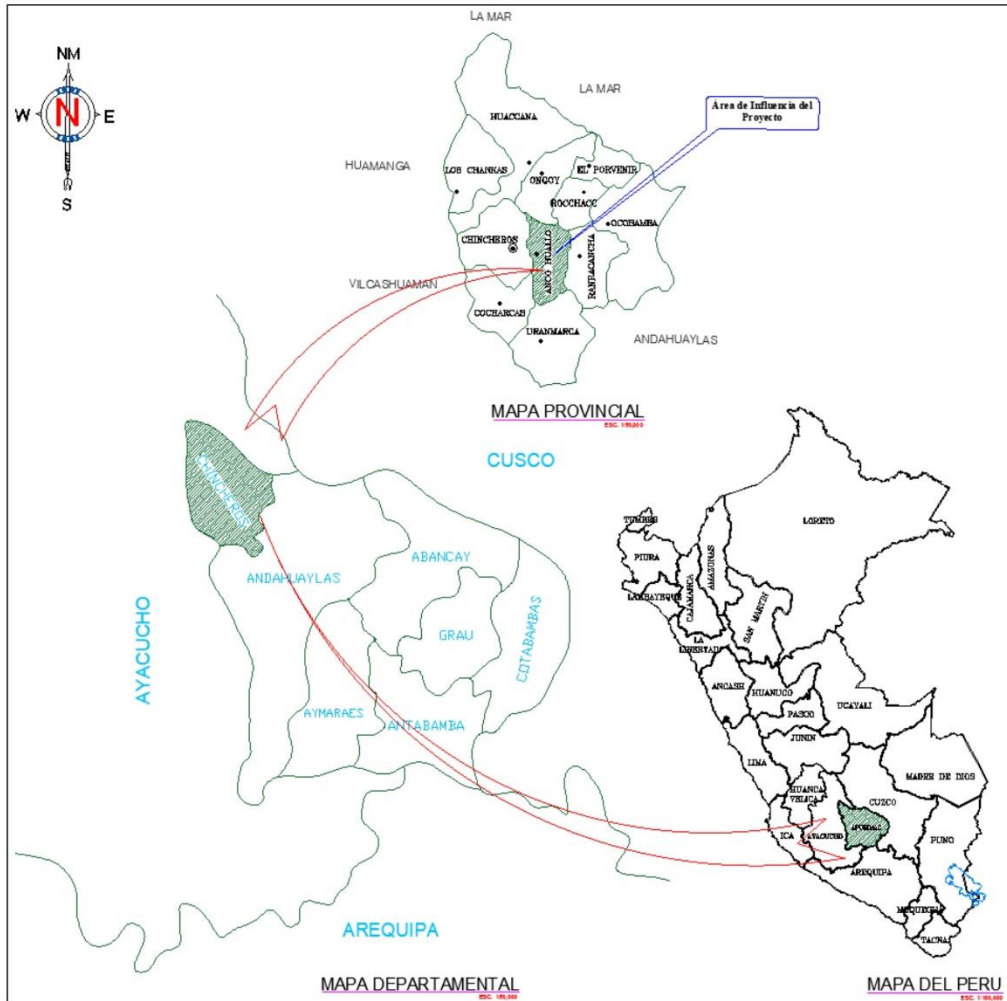 LA MAR
NM
W
N
E
S
LA MAR
Área de Influencia del
Proyecto
HUACCANA
HUAMANGA
LOS CHANKAS
ONGOY
EL PORVENIR
ROCCHACC
OCOBAMBA
CHINCHEROS
ANCO HUALLO
RANRACANCHA
VILCASHUAMAN
COCHARCAS
URANMARCA
ANDAHUAYLAS
MAPA PROVINCIAL
CUSCO
CHINCHEROS
ABANCAY
ANDAHUAYLAS
GRAU
COTABAMBAS
AYACUCHO
AYMARAES
ANTABAMBA
AREQUIPA
MAPA DEPARTAMENTAL
TUMBES
LORETO
PIURA
AMAZONAS
LAMBAYEQUE
CAJAMARCA
SAN MARTIN
LA
LIBERTAD
ANCASH
HUANUCO
UCAYALI
PASCO
JUNIN
LIMA
MADER DE DIOS
HUANCA
VELICA
CUZCO
ICA
AYACUCHO
PUNO
AREQUIPA
TACNA
MAPA DEL PERU